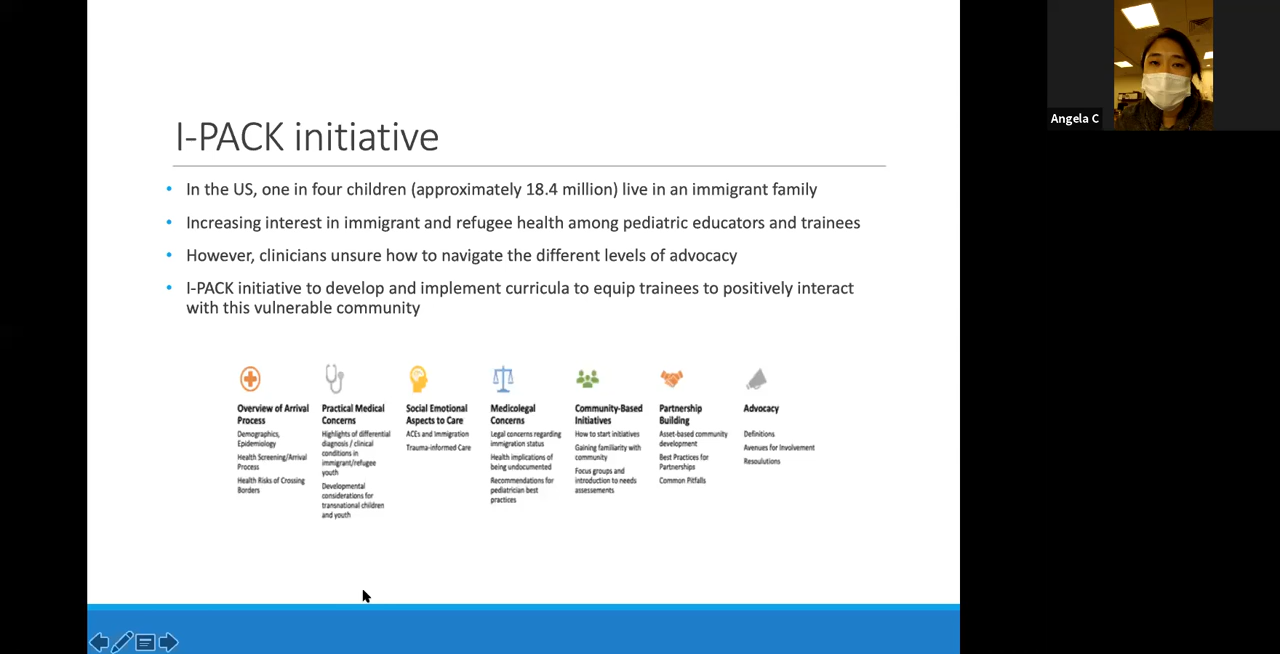 I-PACK initiative
• In the US, one in four children (approximately 18.4 million) live in an immigrant family
• Increasing interest in immigrant and refugee health among pediatric educators and trainees
• However, clinicians unsure how to navigate the different levels of advocacy
• I-PACK initiative to develop and implement curricula to equip trainees to positively interact
with this vulnerable community
Overview of Arrival
Process
Demographics,
Epidemiology
Health Screening/Arrival
Process
Health Risks of Crossing
Borders
Practical Medical
Concerns
Highlights of differential
diagnosis / clinical
conditions in
immigrant/refugee
youth
Developmental
considerations for
transnational children
and youth
Social Emotional
Aspects to Care
ACEs and Immigration
Trauma-informed Care
Medicolegal
Concerns
Legal concerns regarding
immigration status
Health implications of
being undocumented
Recommendations for
pediatrician best
practices
Community-Based
Initiatives
How to start initiatives
Gaining familiarity with
community
Focus groups and
introduction to needs
assessments
Partnership
Building
Asset-based community
development
Best Practices for
Partnerships
Common Pitfalls
Advocacy
Definitions
Avenues for Involvement
Resoulutions
Angela C